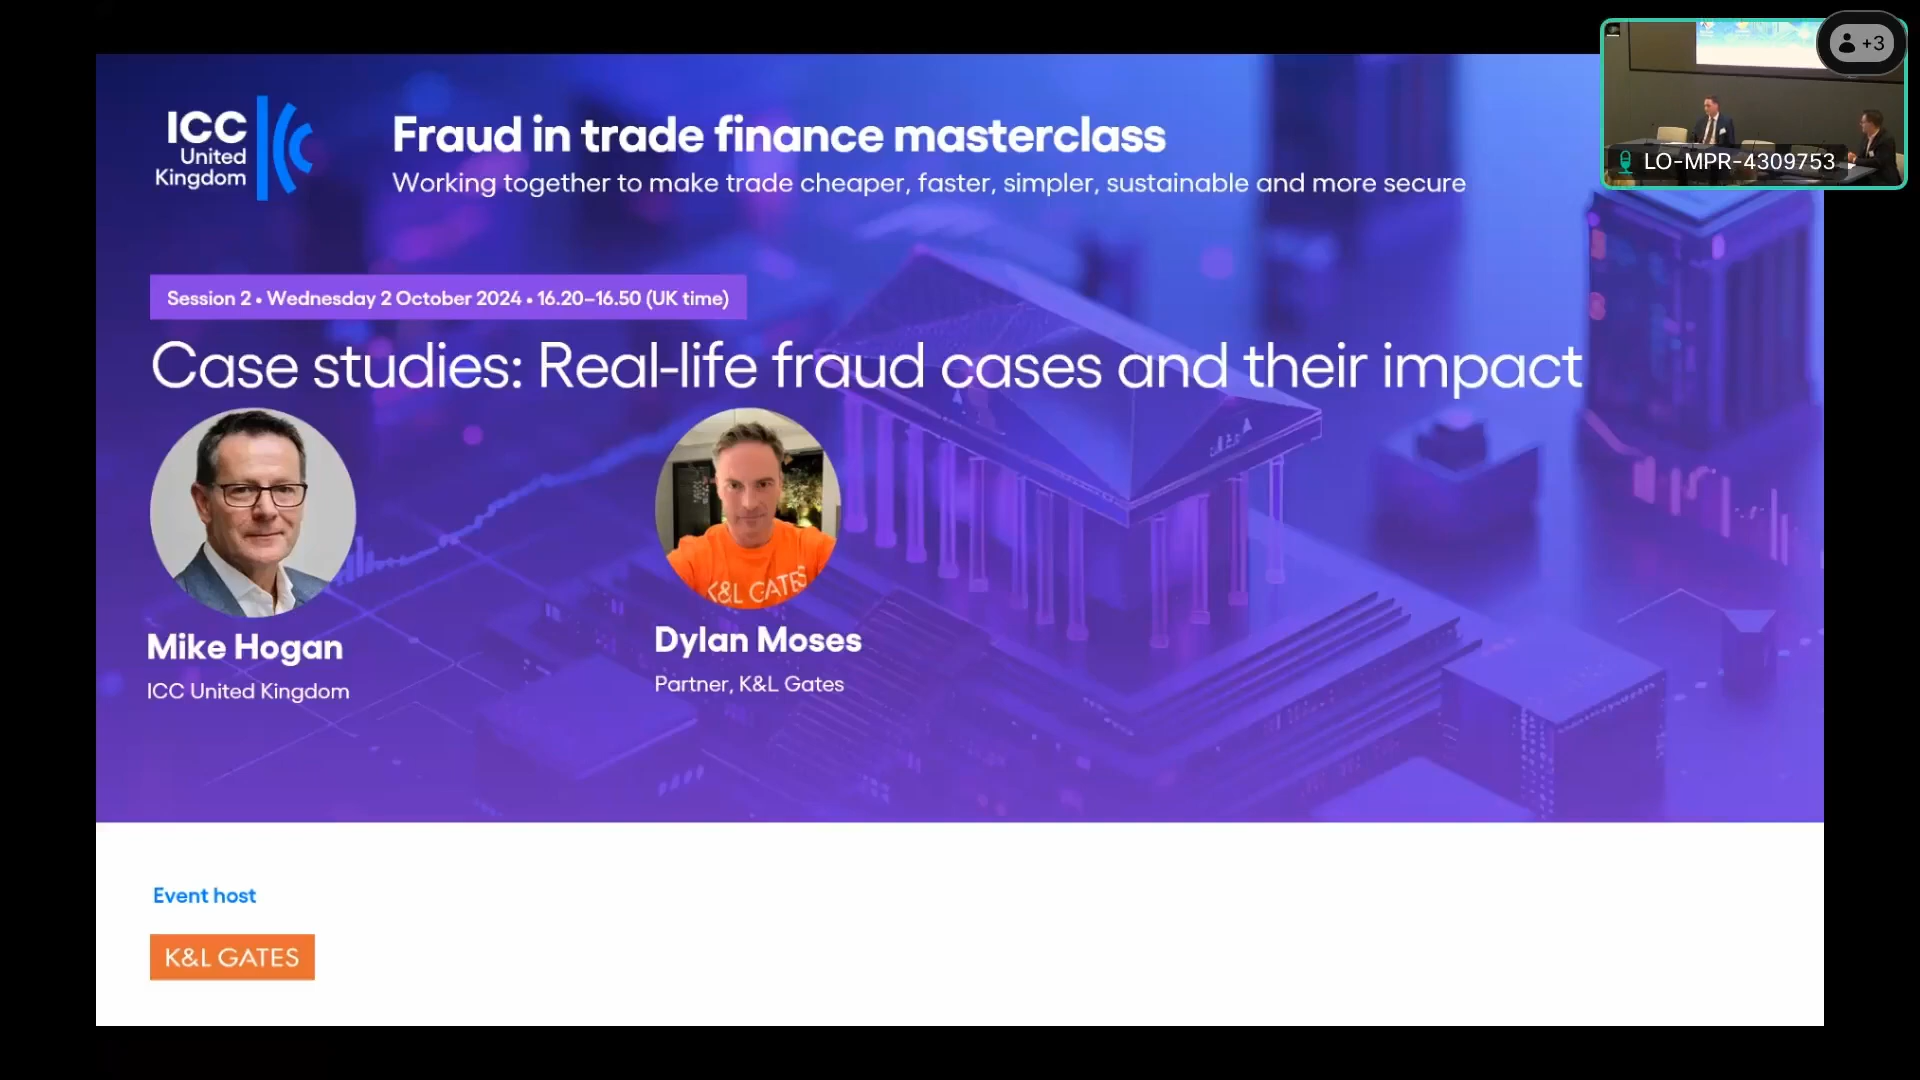 ICC
United
Kingdom
Fraud in trade finance masterclass
Working together to make trade cheaper, faster, simpler, sustainable and more secure
+3
LO-MPR-4309753
Session 2 • Wednesday 2 October 2024 • 16.20–16.50 (UK time)
Case studies: Real-life fraud cases and their impact
K&L GATES
Mike Hogan
ICC United Kingdom
Dylan Moses
Partner, K&L Gates
Event host
K&L GATES